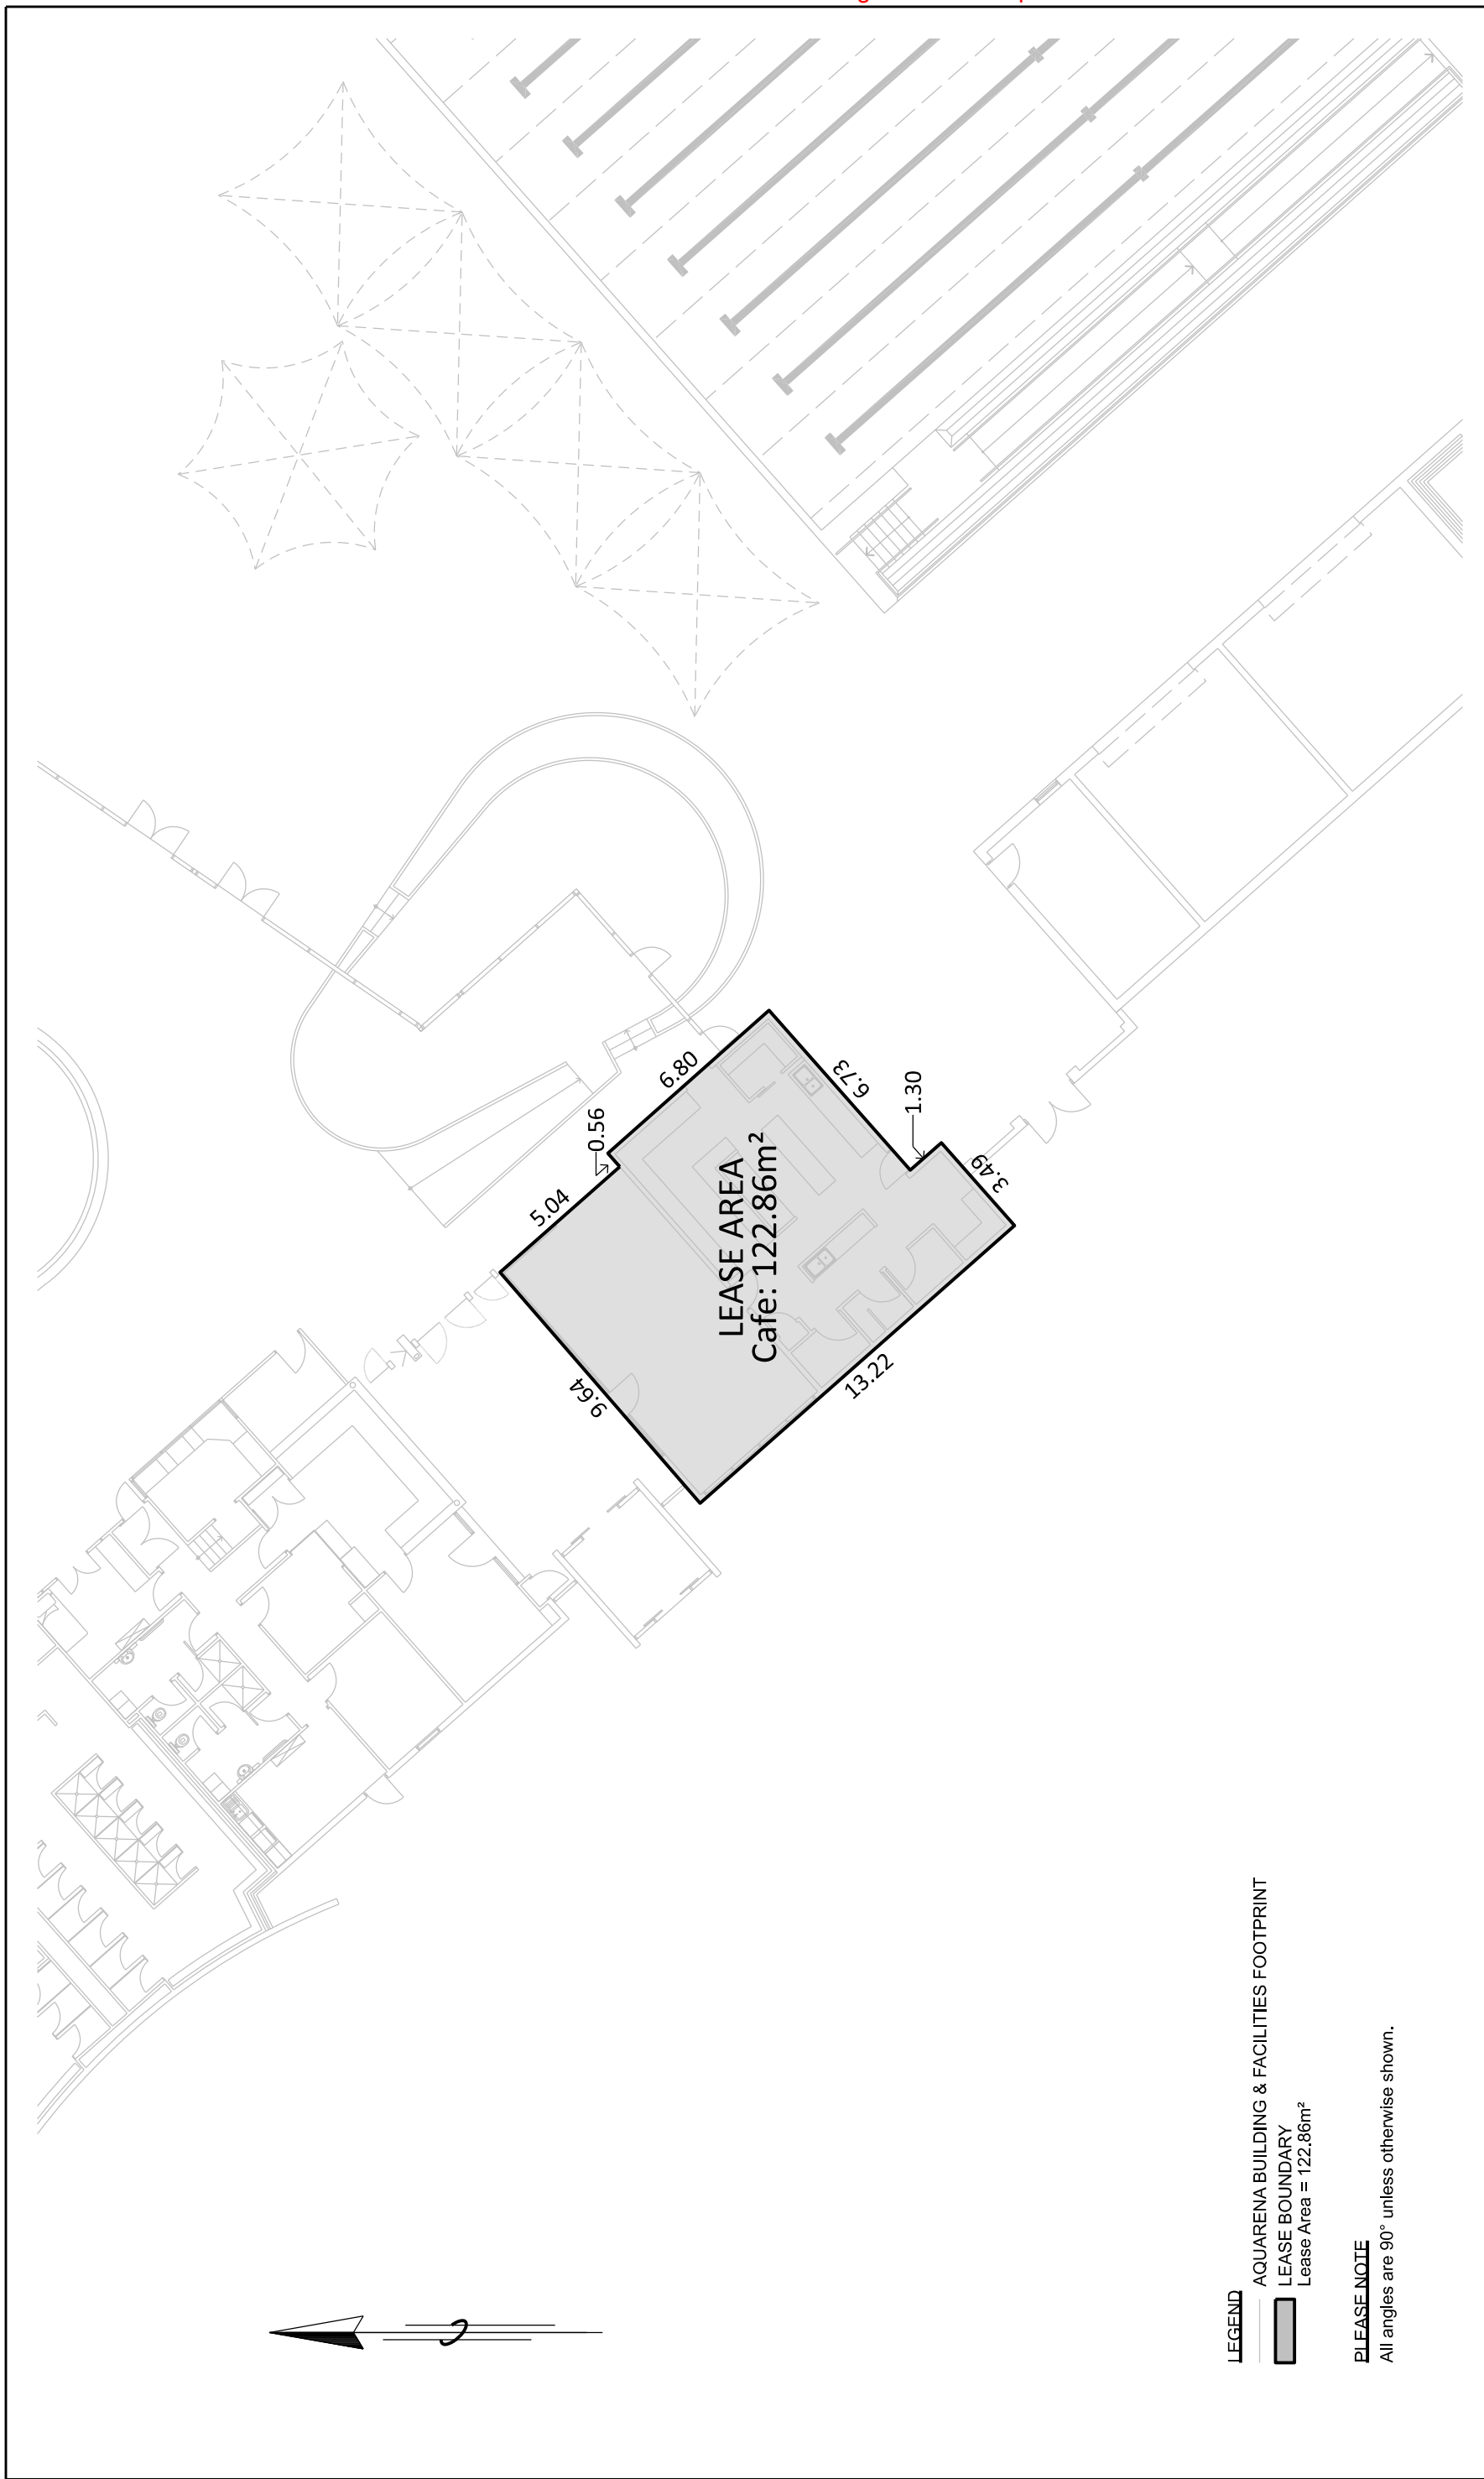 5.04
0.56
6.80
6.73
1.30
3.49
13.22
9.64
LEASE AREA
Cafe: 122.86m²
LEGEND
AQUARENA BUILDING & FACILITIES FOOTPRINT
LEASE BOUNDARY
Lease Area = 122.86m²
PLEASE NOTE
All angles are 90° unless otherwise shown.